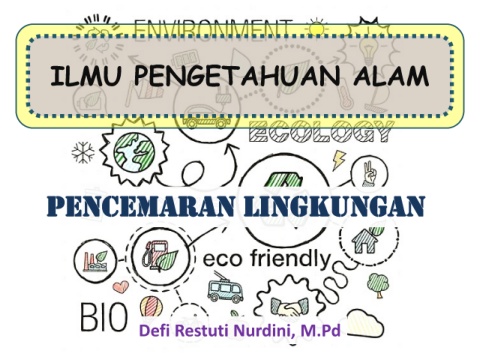 ENVIRONMENT
ILMU PENGETAHUAN ALAM
ECOLOGY
PENCEMARAN LINGKUNGAN
eco friendly
BIO
Defi Restuti Nurdini, M.Pd